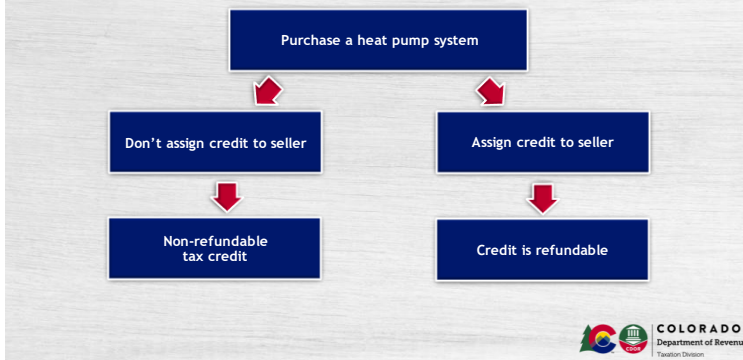 Purchase a heat pump system
Don’t assign credit to seller
Assign credit to seller
Non-refundable
tax credit
Credit is refundable
COLORADO
Department of Revenu
Taxation Division
CDOR